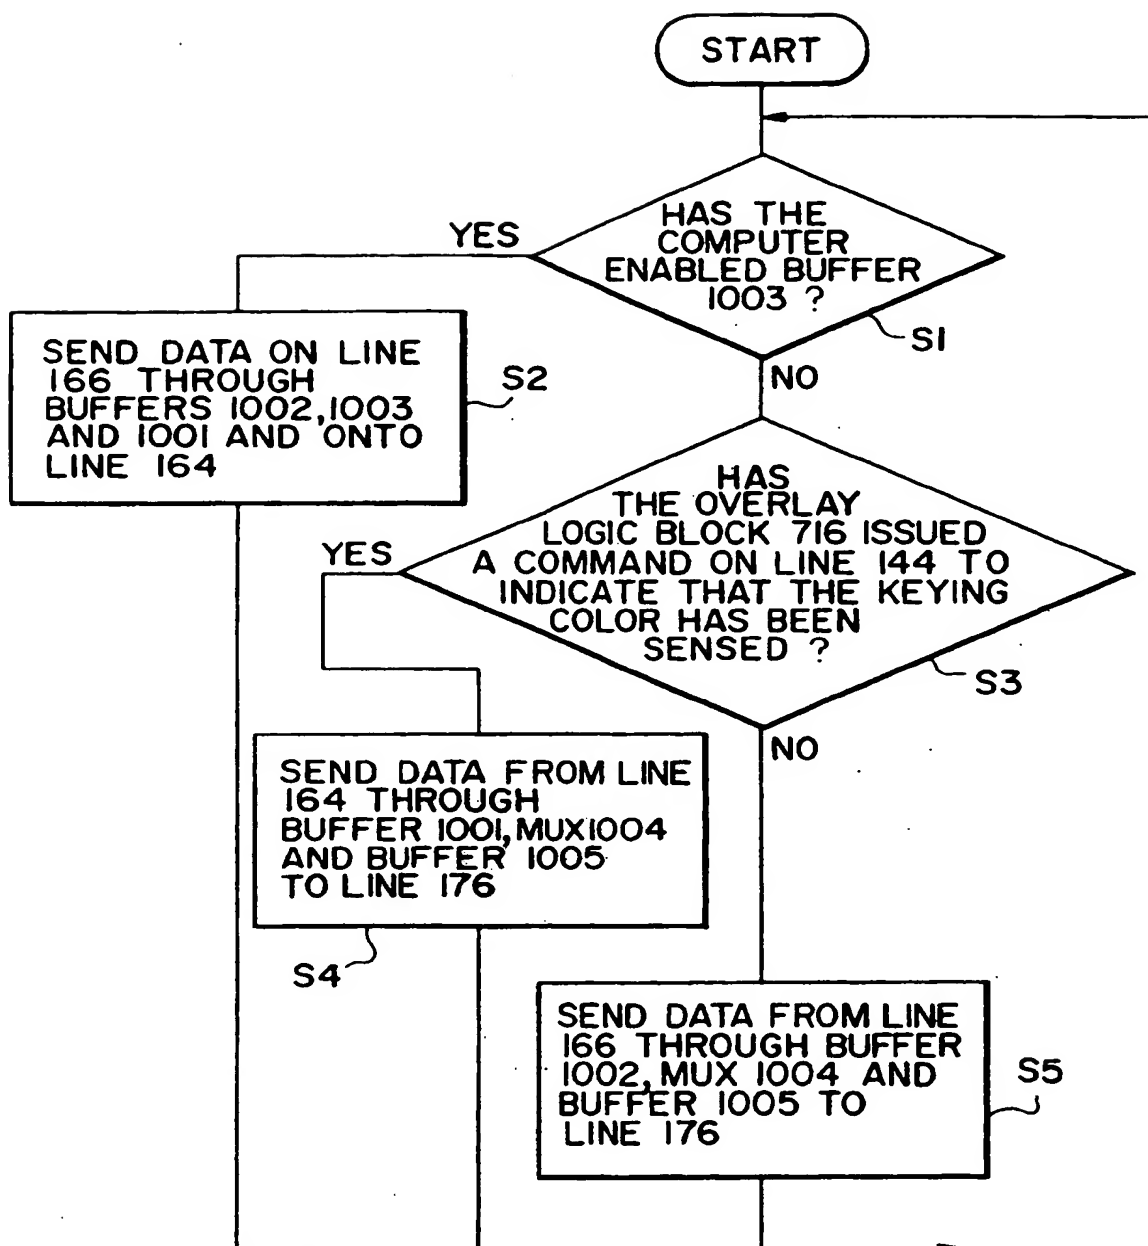 START
HAS THE
COMPUTER
ENABLED BUFFER
1003 ?
YES
S1
NO
SEND DATA ON LINE
166 THROUGH
BUFFERS 1002,1003
AND 1001 AND ONTO
LINE 164
S2
HAS
THE OVERLAY
LOGIC BLOCK 716 ISSUED
A COMMAND ON LINE 144 TO
INDICATE THAT THE KEYING
COLOR HAS BEEN
SENSED ?
YES
S3
NO
SEND DATA FROM LINE
164 THROUGH
BUFFER 1001, MUX1004
AND BUFFER 1005
TO LINE 176
S4
SEND DATA FROM LINE
166 THROUGH BUFFER
1002, MUX 1004 AND
BUFFER 1005 TO
LINE 176
S5